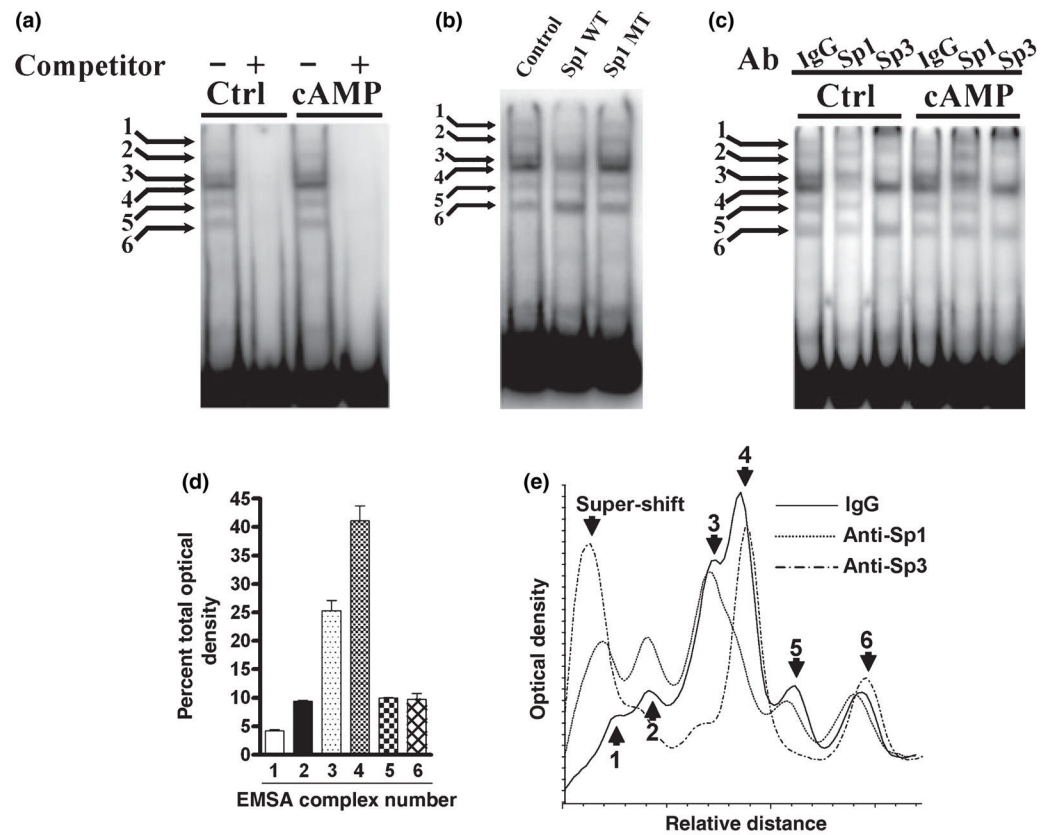 (a)
Competitor – + – +
Ctrl cAMP
1
2
3
4
5
6
(b)
Control Sp1 WT Sp1 MT
1
2
3
4
5
6
(c)
Ab IgG Sp1 Sp3 IgG Sp1 Sp3
Ctrl cAMP
1
2
3
4
5
6
(d)
Percent total optical
density
45
40
35
30
25
20
15
10
5
0
1 2 3 4 5 6
EMSA complex number
(e)
Super-shift
1
2
3
4
5
6
IgG
Anti-Sp1
Anti-Sp3
Optical density
Relative distance